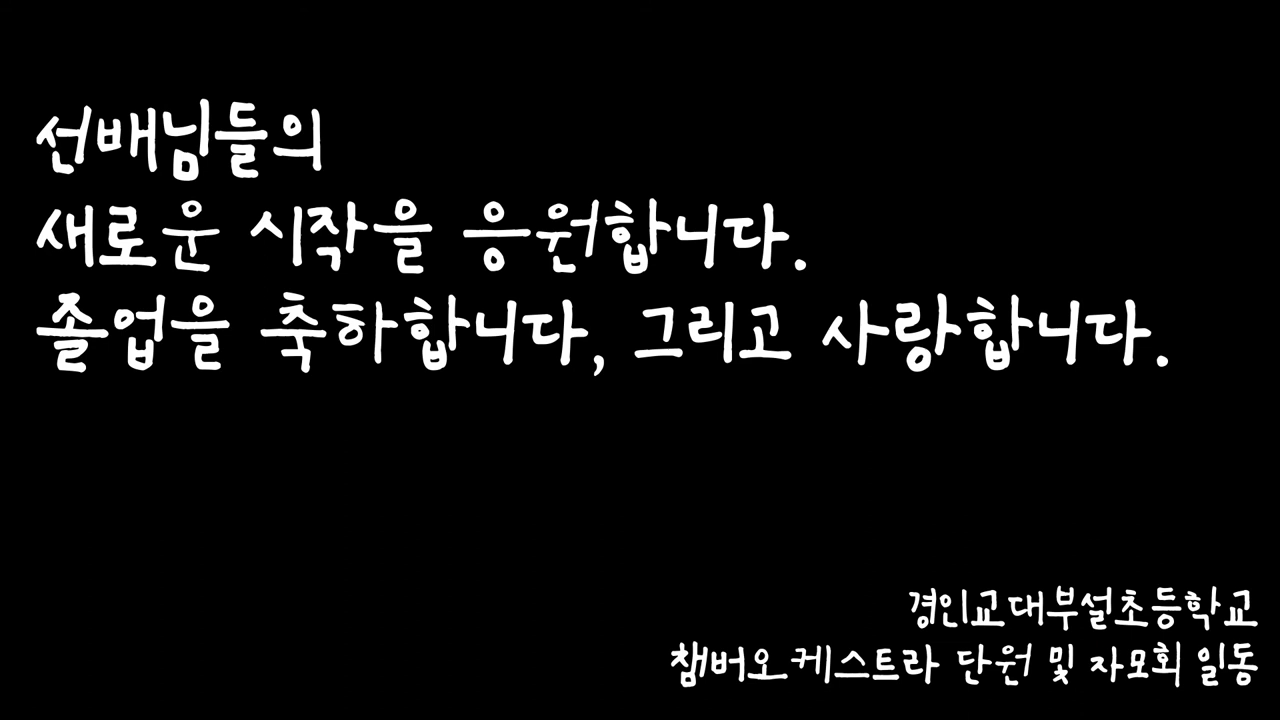 선배님들의
새로운 시작을 응원합니다.
졸업을 축하합니다, 그리고 사랑합니다.
경인교대부설초등학교
챔버오케스트라 단원 및 자모회 일동